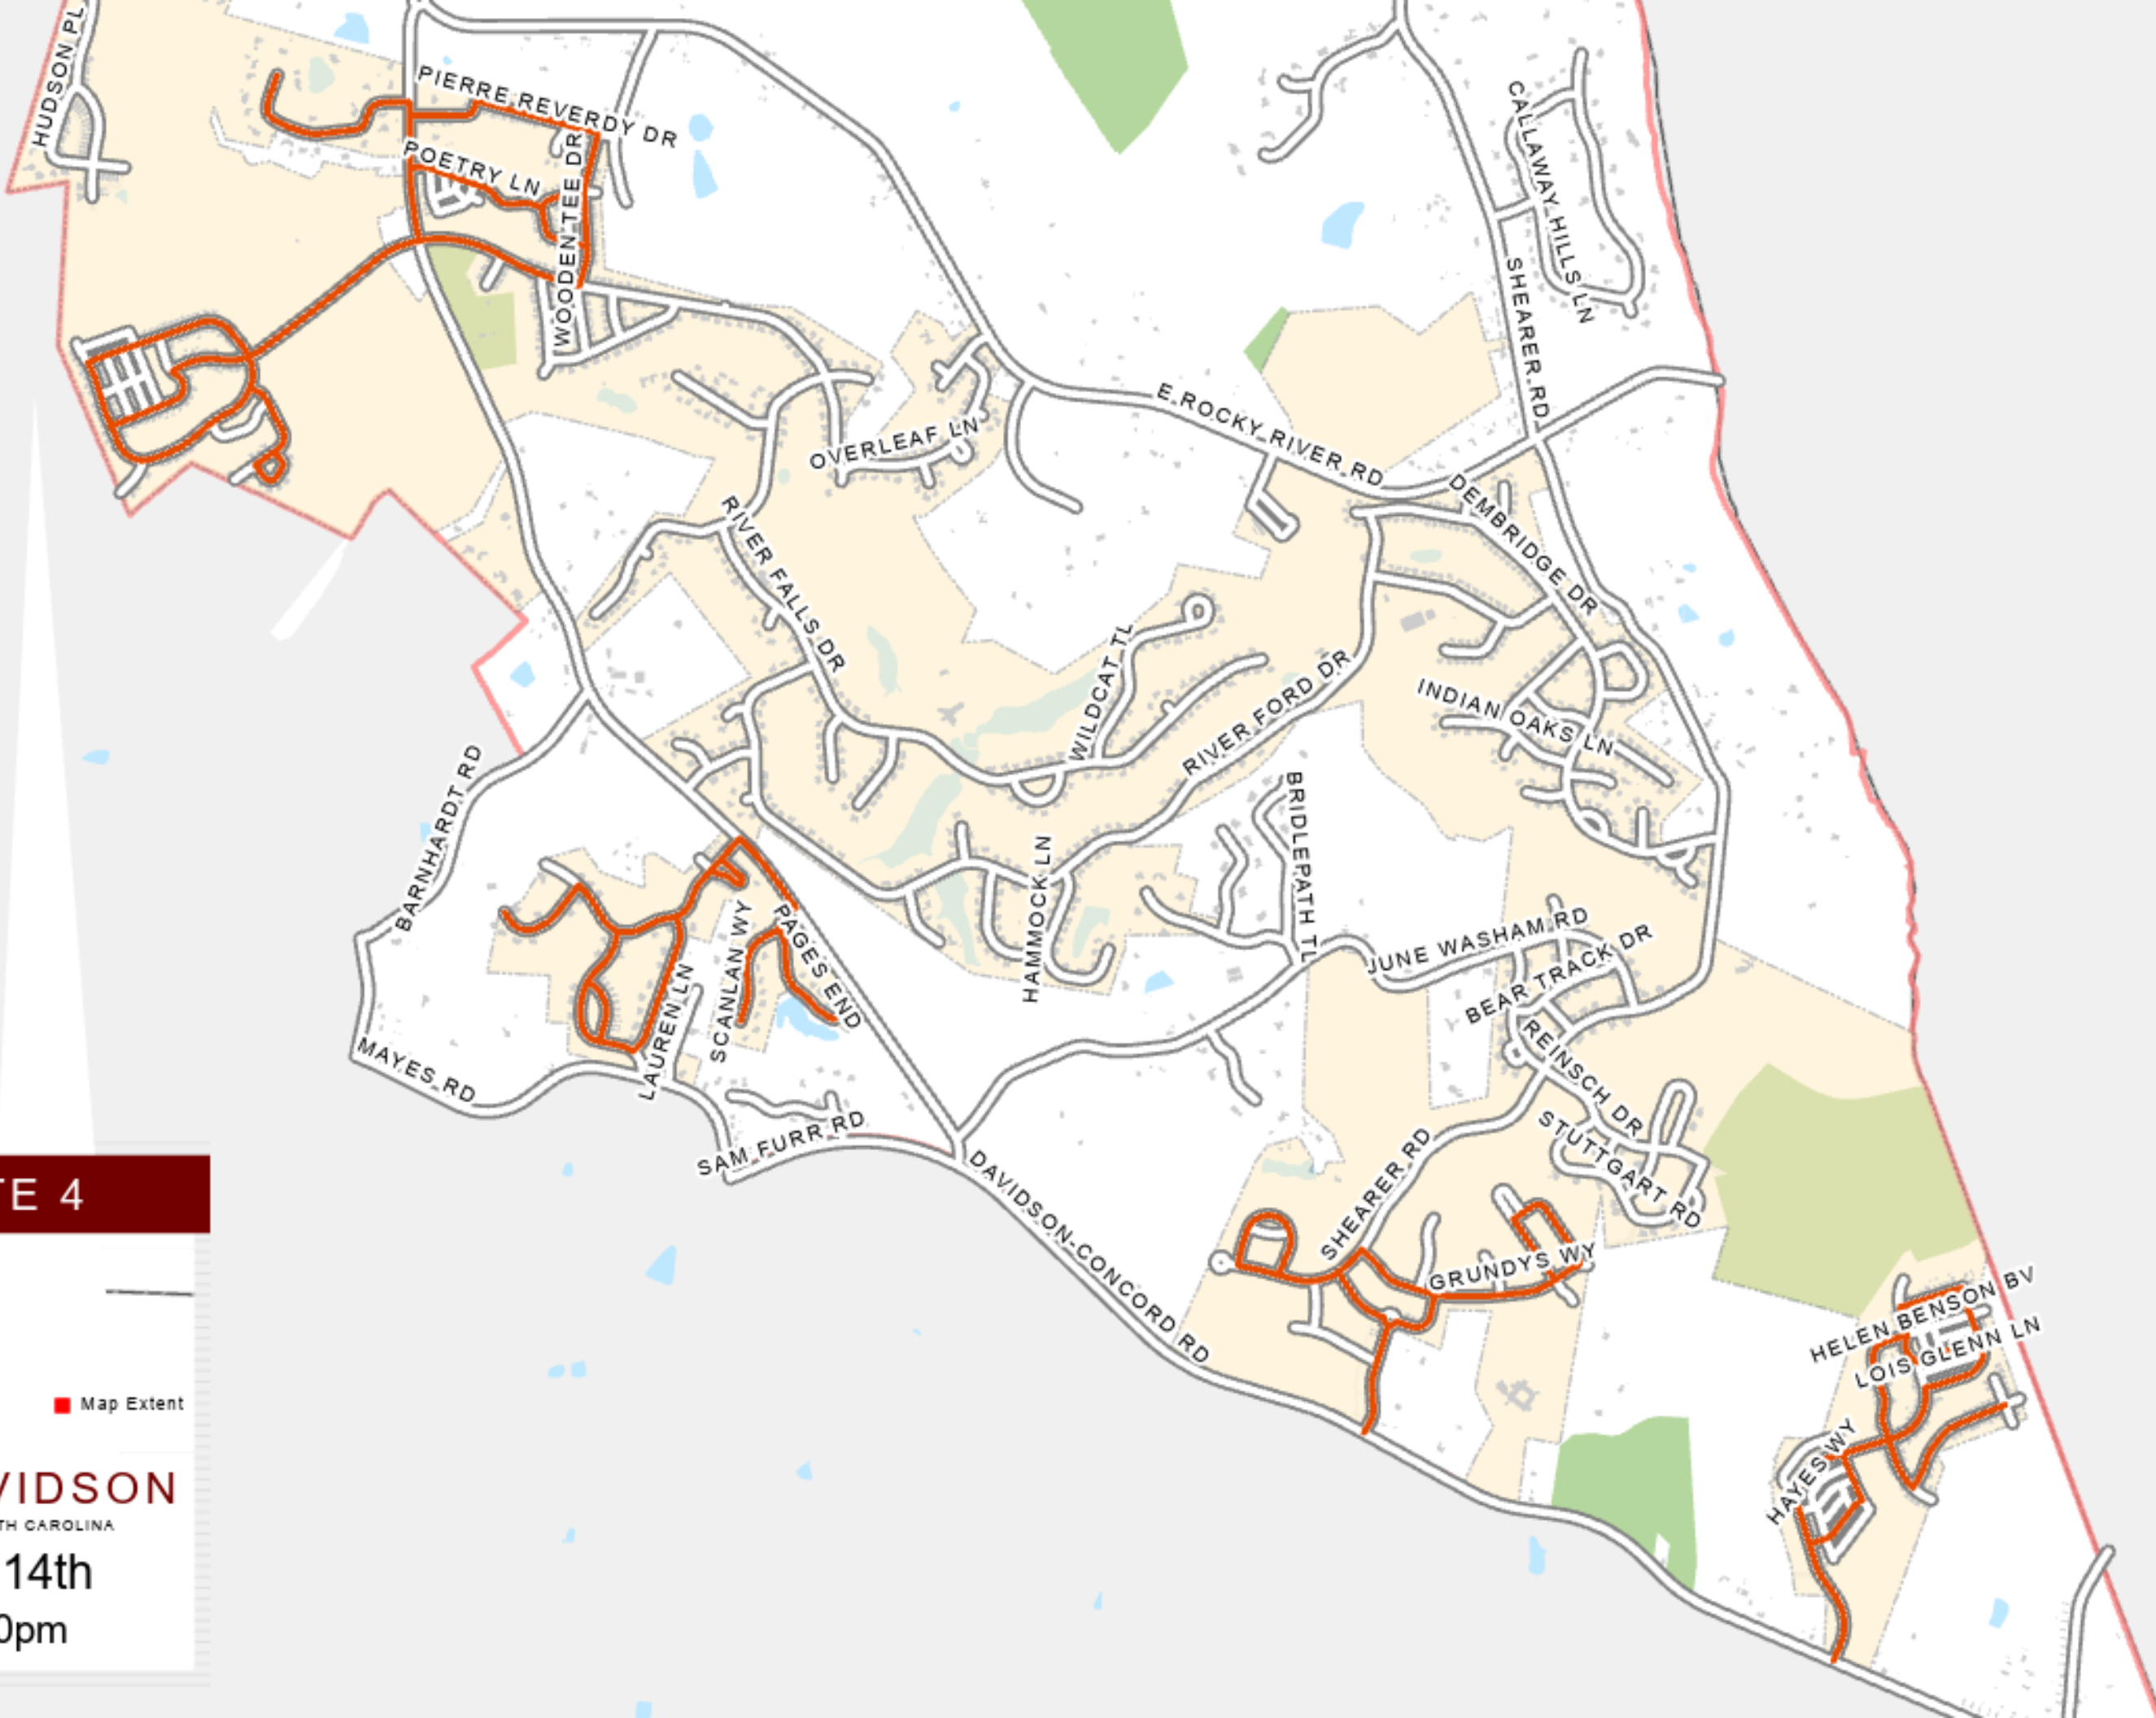 HUDSON PL
PIERRE REVERDY DR
POETRY LN
WOODEN TEE DR
CALLAWAY HILLS LN
SHEARER RD
E ROCKY RIVER RD
OVERLEAF LN
DEMBRIDGE DR
RIVER FALLS DR
WILDCAT TL
RIVER FORD DR
INDIAN OAKS LN
BARNHARDT RD
BRIDLEPATH TL
HAMMOCK LN
JUNE WASHAM RD
BEAR TRACK DR
PAGES END
SCANLAN WY
LAUREN LN
REINSCH DR
MAYES RD
SAM FURR RD
STUTTGART RD
DAVIDSON-CONCORD RD
SHEARER RD
GRUNDYS WY
HELEN BENSON BV
LOIS GLENN LN
HAYES WY
TE 4
Map Extent
VIDSON
TH CAROLINA
14th
0pm